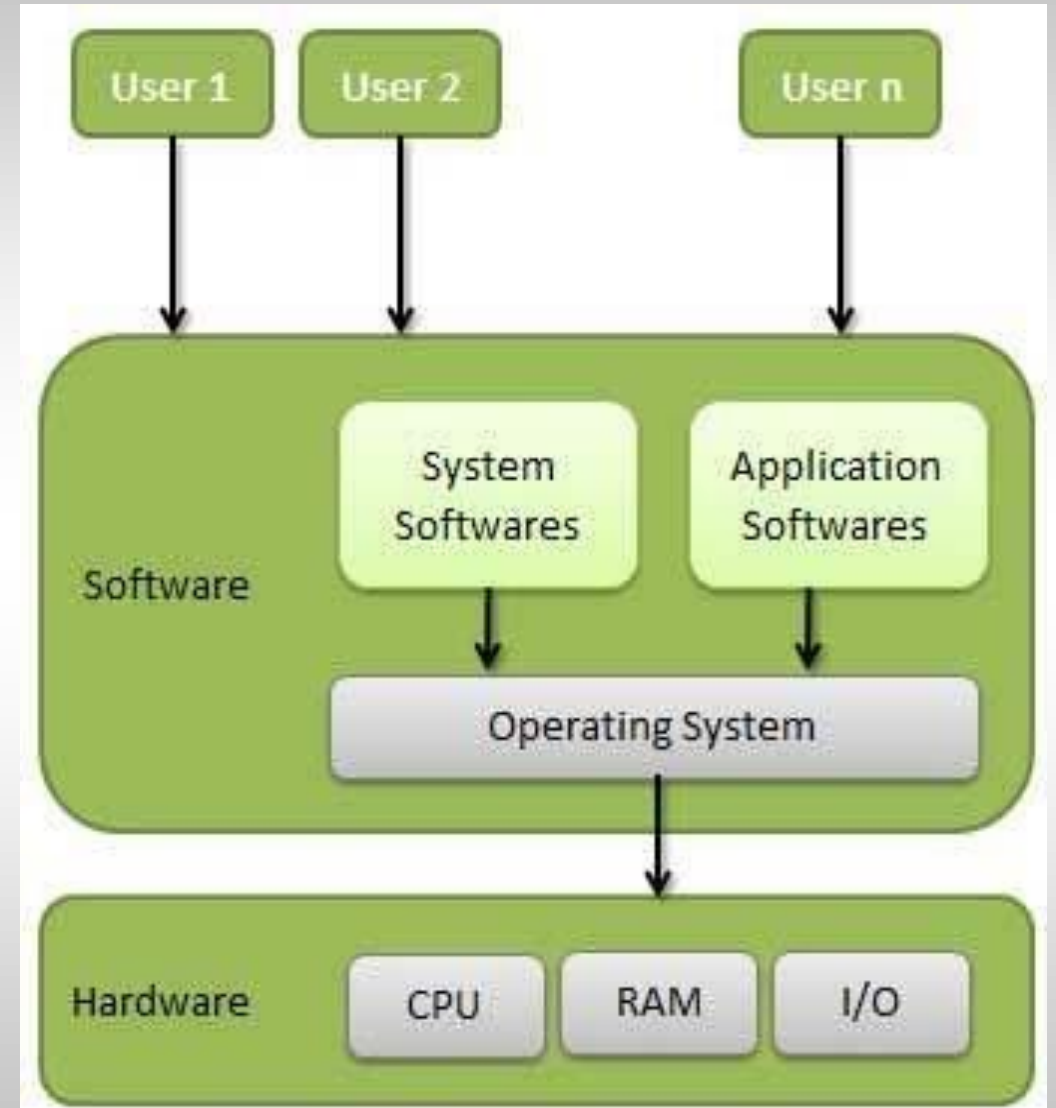 User 1
User 2
User n
System
Softwares
Application
Softwares
Software
Operating System
Hardware
CPU
RAM
I/O